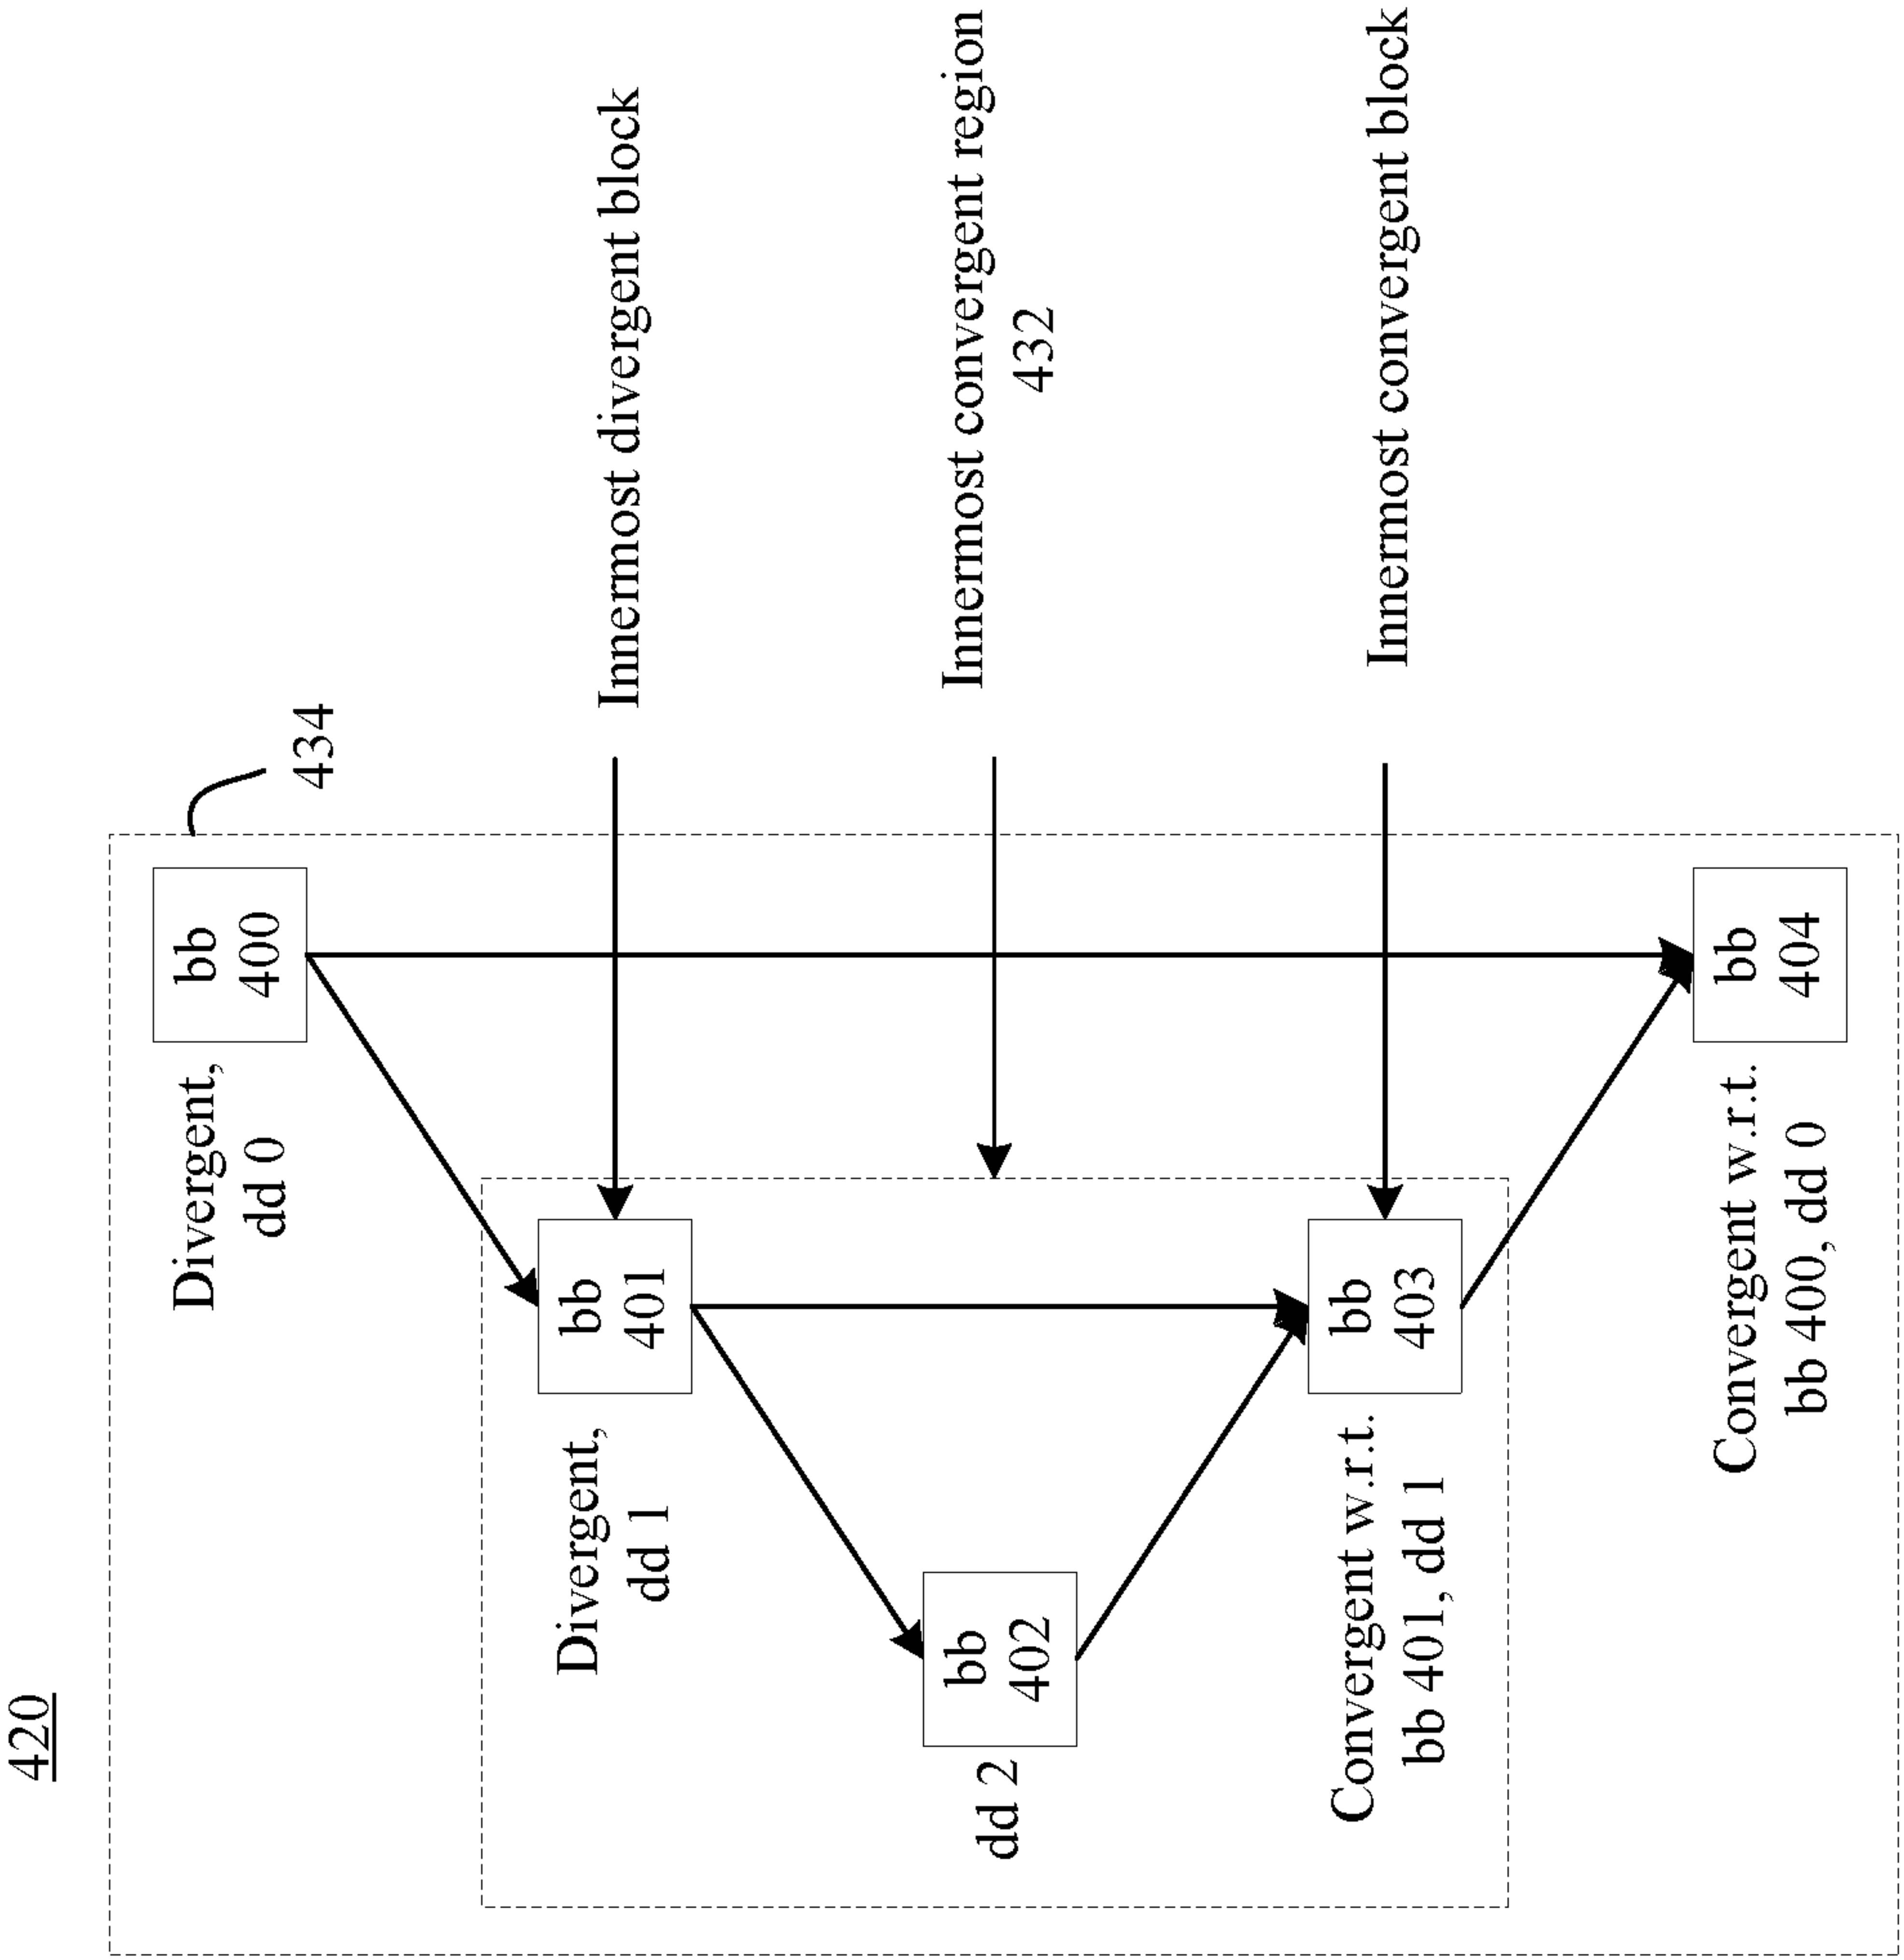 420
434
bb
400
Divergent,
dd 0
Innermost divergent block
bb
401
Divergent,
dd 1
Innermost convergent region
432
bb
402
dd 2
Innermost convergent block
bb
403
Convergent w.r.t.
bb 401, dd 1
bb
404
Convergent w.r.t.
bb 400, dd 0